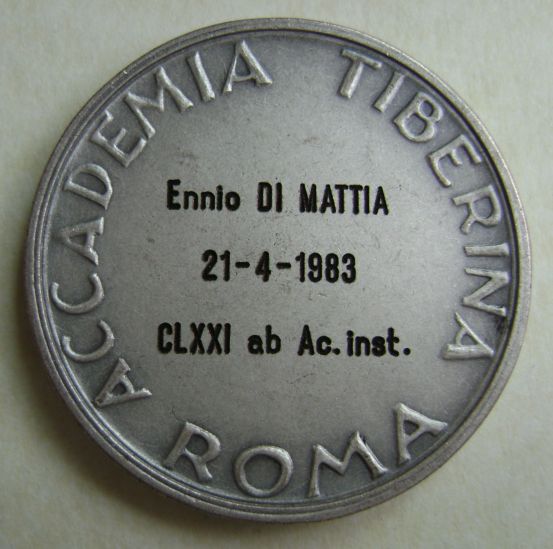 ACCADEMIA TIBERINA
ROMA
Ennio DI MATTIA
21-4-1983
CLXXI ab Ac. inst.